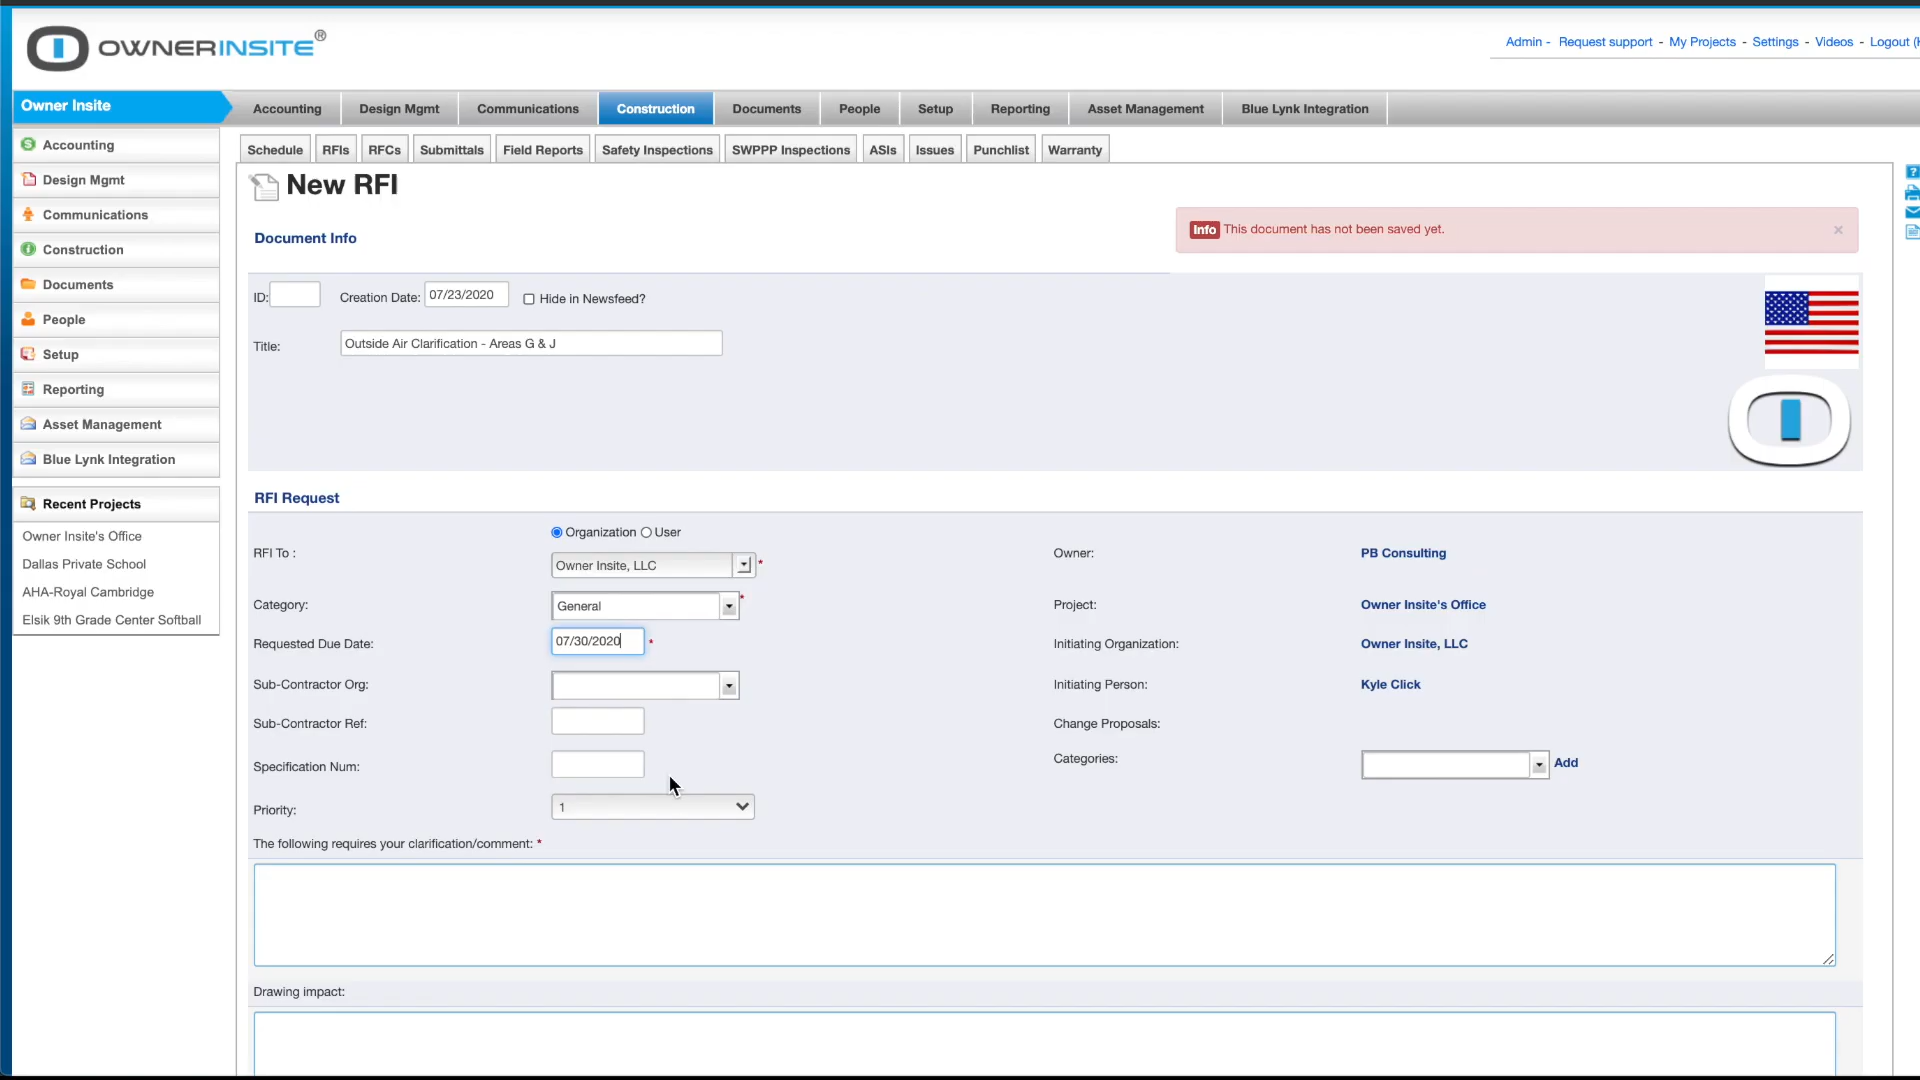 OWNERINSITE®
Admin - Request support - My Projects - Settings - Videos - Logout (
Owner Insite
Accounting Design Mgmt Communications Construction Documents People Setup Reporting Asset Management Blue Lynk Integration
Accounting
Design Mgmt
Communications
Construction
Documents
People
Setup
Reporting
Asset Management
Blue Lynk Integration
Recent Projects
Owner Insite's Office
Dallas Private School
AHA-Royal Cambridge
Elsik 9th Grade Center Softball
Schedule RFIs RFCs Submittals Field Reports Safety Inspections SWPPP Inspections ASIs Issues Punchlist Warranty
New RFI
Info This document has not been saved yet. ×
Document Info
ID: Creation Date: 07/23/2020 Hide in Newsfeed?
Title: Outside Air Clarification - Areas G & J
RFI Request
Organization User
RFI To : Owner Insite, LLC * Owner: PB Consulting
Category: General * Project: Owner Insite's Office
Requested Due Date: 07/30/2020 * Initiating Organization: Owner Insite, LLC
Sub-Contractor Org: Initiating Person: Kyle Click
Sub-Contractor Ref: Change Proposals:
Specification Num: Categories: Add
Priority: 1
The following requires your clarification/comment: *
Drawing impact: